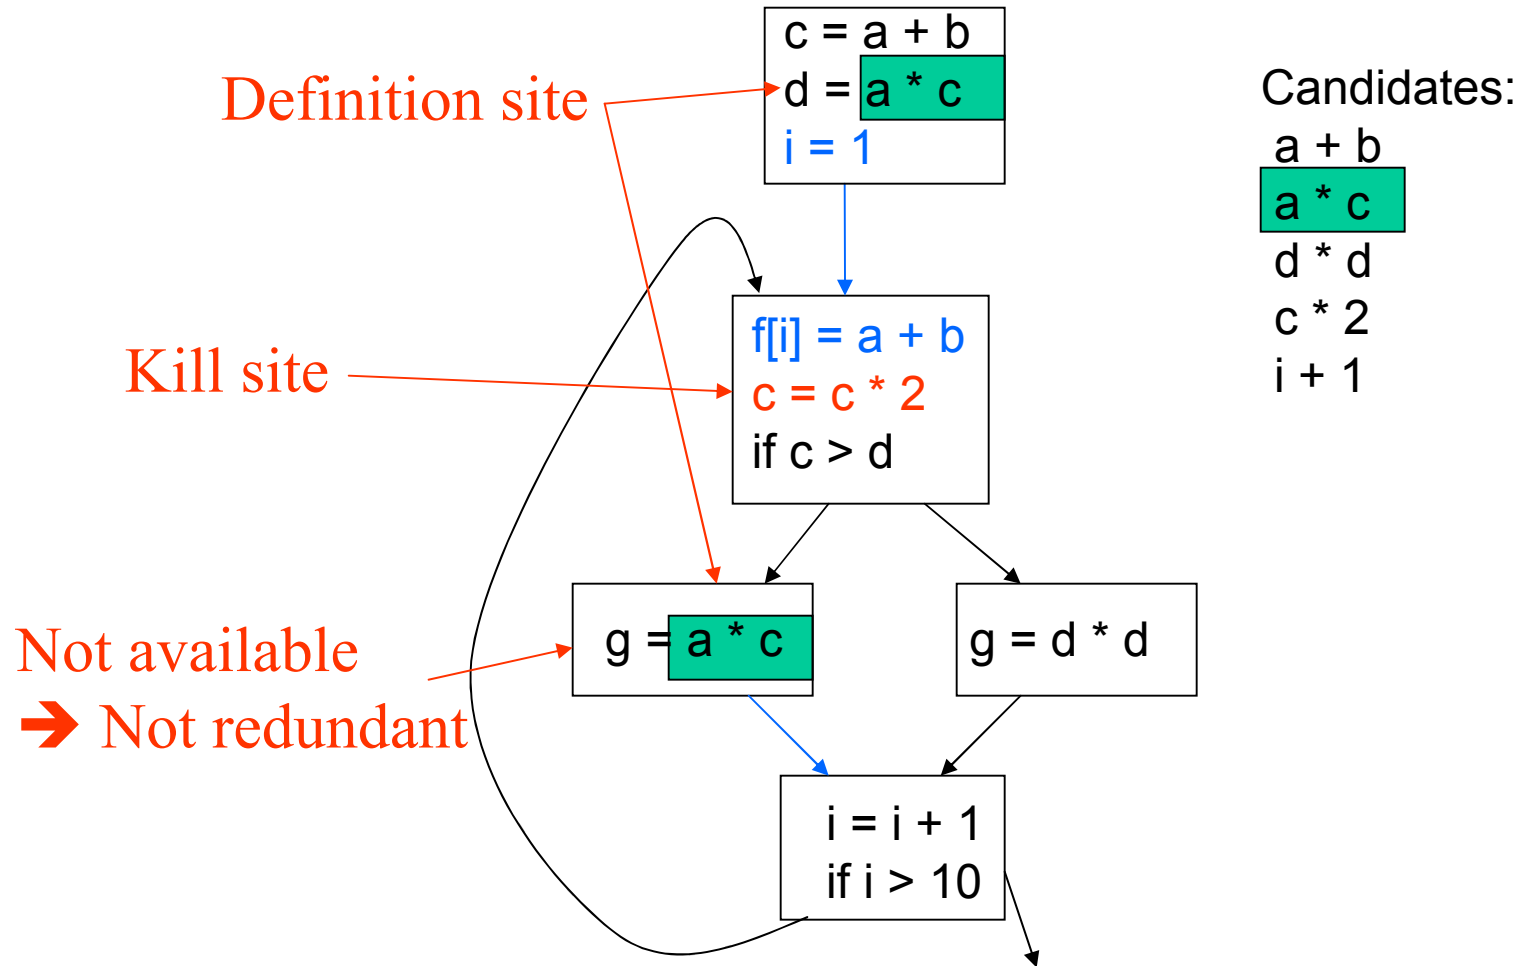 c = a + b
d = a * c
i = 1
Definition site
Candidates:
a + b
a * c
d * d
c * 2
i + 1
f[i] = a + b
c = c * 2
if c > d
Kill site
g = a * c
g = d * d
Not available
➔ Not redundant
i = i + 1
if i > 10